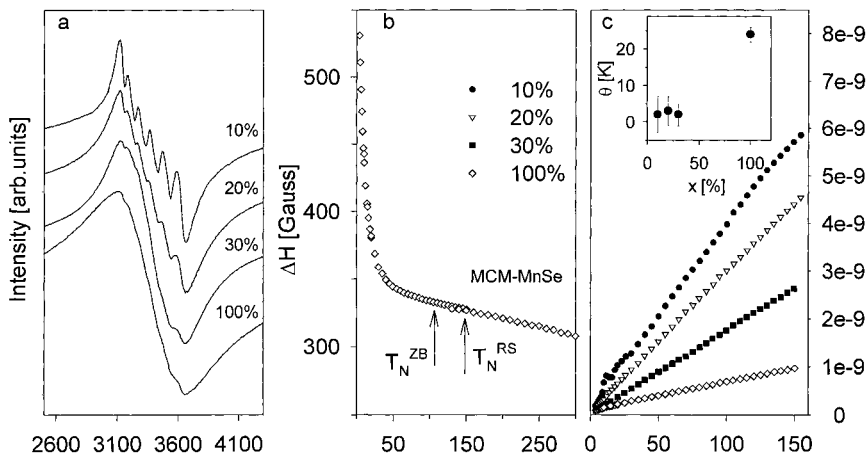 a
Intensity [arb.units]
10%
20%
30%
100%
2600 3100 3600 4100
b
ΔH [Gauss]
500
400
300
10%
20%
30%
100%
MCM-MnSe
T_N^ZB
T_N^RS
50 150 250
c
θ [K]
20
10
0
0 50 100
x [%]
8e-9
7e-9
6e-9
5e-9
4e-9
3e-9
2e-9
1e-9
0
0 50 100 150